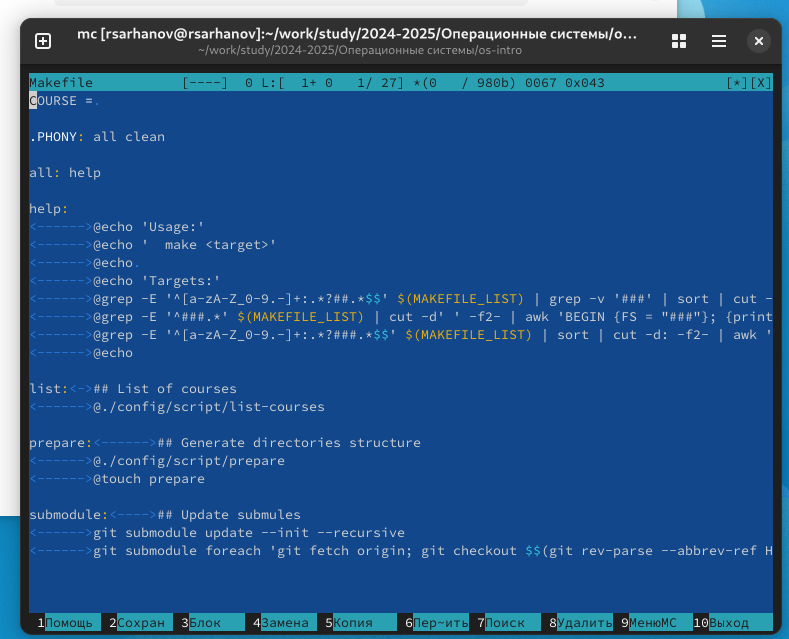 mc [rsarhanov@rsarhanov]:~/work/study/2024-2025/Операционные системы/o…
~/work/study/2024-2025/Операционные системы/os-intro
Makefile [----] 0 L:[ 1+ 0 1/ 27] *(0 / 980b) 0067 0x043 [*][X]
COURSE =.
.PHONY: all clean
all: help
help:
<------>@echo 'Usage:'
<------>@echo '  make <target>'
<------>@echo.
<------>@echo 'Targets:'
<------>@grep -E '^[a-zA-Z_0-9.-]+:.*?##.*$$' $(MAKEFILE_LIST) | grep -v '###' | sort | cut -
<------>@grep -E '^###.*' $(MAKEFILE_LIST) | cut -d' ' -f2- | awk 'BEGIN {FS = "###"}; {print
<------>@grep -E '^[a-zA-Z_0-9.-]+:.*?###.*$$' $(MAKEFILE_LIST) | sort | cut -d: -f2- | awk '
<------>@echo
list:<->## List of courses
<------>@./config/script/list-courses
prepare:<------>## Generate directories structure
<------>@./config/script/prepare
<------>@touch prepare
submodule:<---->## Update submules
<------>git submodule update --init --recursive
<------>git submodule foreach 'git fetch origin; git checkout $$(git rev-parse --abbrev-ref H
1Помощь 2Сохран 3Блок 4Замена 5Копия 6Пер~ить 7Поиск 8Удалить 9МенюMC 10Выход